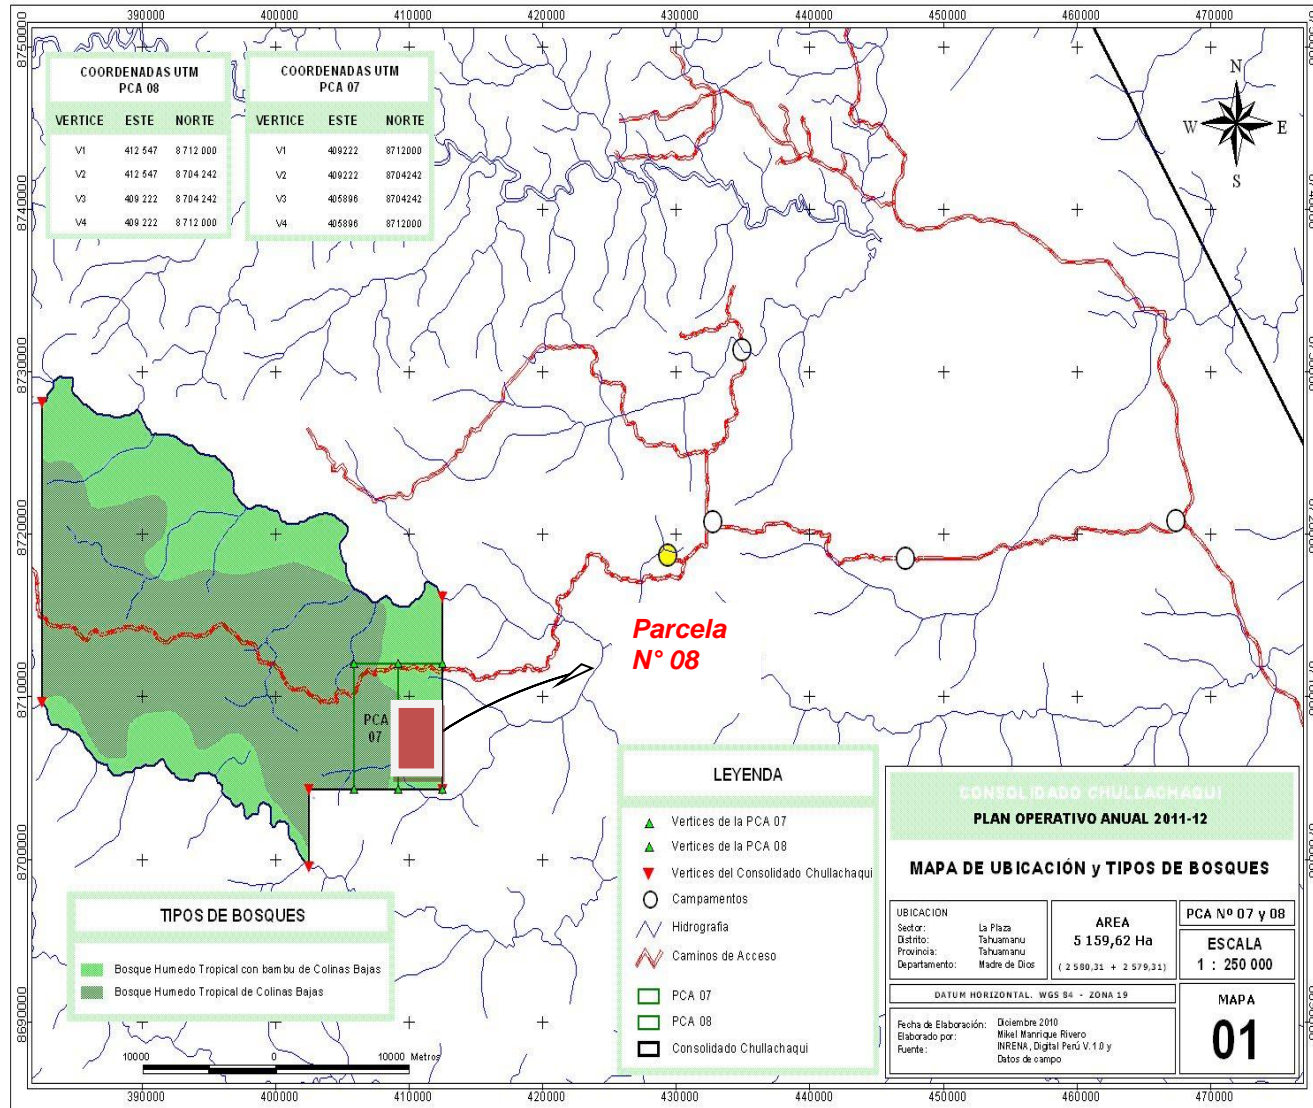 390000 400000 410000 420000 430000 440000 450000 460000 470000
8750000
8740000
8730000
8720000
8710000
8700000
8690000
COORDENADAS UTM
PCA 08
VERTICE ESTE NORTE
V1 412 547 8 712 000
V2 412 547 8 704 242
V3 409 222 8 704 242
V4 409 222 8 712 000
COORDENADAS UTM
PCA 07
VERTICE ESTE NORTE
V1 409222 8712000
V2 409222 8704242
V3 405896 8704242
V4 405896 8712000
N
W E
S
Parcela
N° 08
PCA
07
LEYENDA
Vertices de la PCA 07
Vertices de la PCA 08
Vertices del Consolidado Chullachaqui
Campamentos
Hidrografia
Caminos de Acceso
PCA 07
PCA 08
Consolidado Chullachaqui
TIPOS DE BOSQUES
Bosque Humedo Tropical con bambu de Colinas Bajas
Bosque Humedo Tropical de Colinas Bajas
10000 0 10000 Metros
CONSOLIDADO CHULLACHAQUI
PLAN OPERATIVO ANUAL 2011-12
MAPA DE UBICACIÓN y TIPOS DE BOSQUES
UBICACION
Sector: La Plaza
Distrito: Tahuamanu
Provincia: Tahuamanu
Departamento: Madre de Dios
AREA
5 159,62 Ha
( 2 580,31 + 2 579,31)
PCA Nº 07 y 08
ESCALA
1 : 250 000
DATUM HORIZONTAL. WGS 84 - ZONA 19
Fecha de Elaboración: Diciembre 2010
Elaborado por: Mikel Manrique Rivero
Fuente: INRENA, Digital Perú V.1.0 y
Datos de campo
MAPA
01
390000 400000 410000 420000 430000 440000 450000 460000 470000